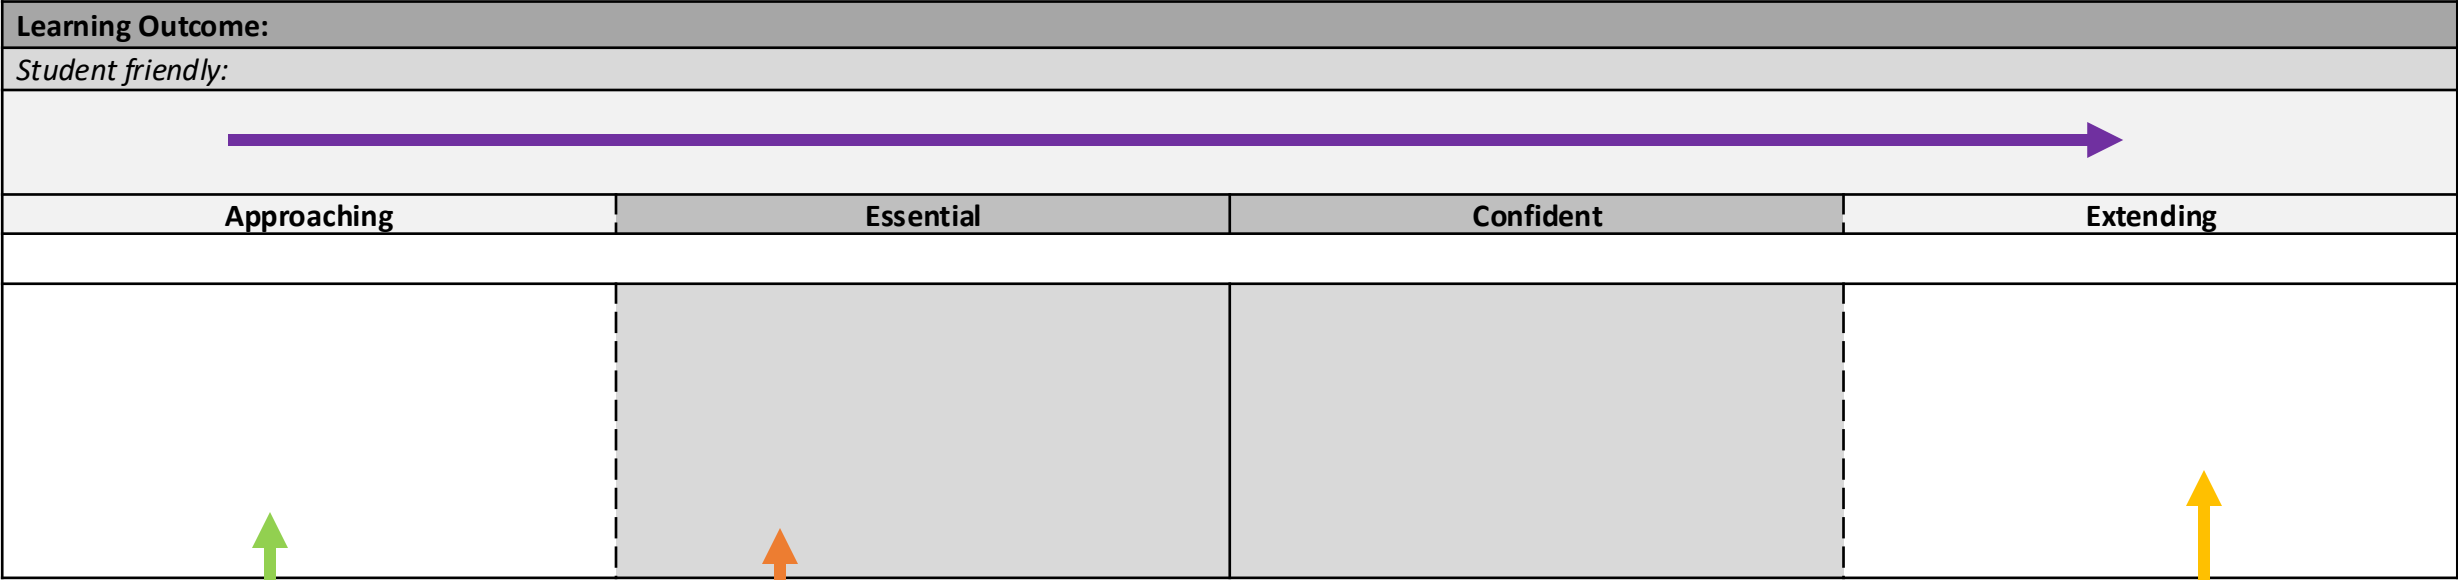 Learning Outcome:
Student friendly:
Approaching Essential Confident Extending